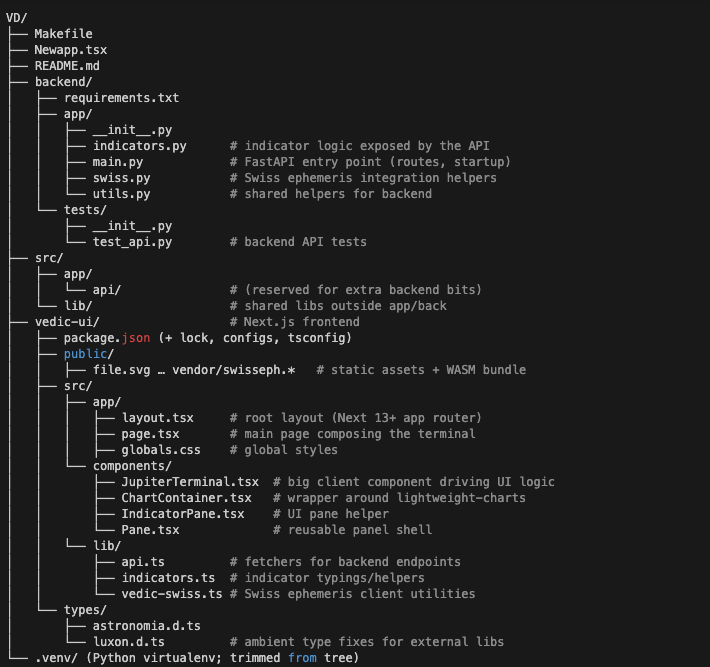 VD/
├── Makefile
├── Newapp.tsx
├── README.md
├── backend/
│   ├── requirements.txt
│   ├── app/
│   │   ├── __init__.py
│   │   ├── indicators.py      # indicator logic exposed by the API
│   │   ├── main.py            # FastAPI entry point (routes, startup)
│   │   ├── swiss.py           # Swiss ephemeris integration helpers
│   │   └── utils.py           # shared helpers for backend
│   └── tests/
│       ├── __init__.py
│       └── test_api.py        # backend API tests
├── src/
│   ├── app/
│   │   └── api/               # (reserved for extra backend bits)
│   └── lib/                   # shared libs outside app/back
├── vedic-ui/                  # Next.js frontend
│   ├── package.json (+ lock, configs, tsconfig)
│   ├── public/
│   │   ├── file.svg … vendor/swisseph.*   # static assets + WASM bundle
│   ├── src/
│   │   ├── app/
│   │   │   ├── layout.tsx     # root layout (Next 13+ app router)
│   │   │   ├── page.tsx       # main page composing the terminal
│   │   │   └── globals.css    # global styles
│   │   └── components/
│   │       ├── JupiterTerminal.tsx  # big client component driving UI logic
│   │       ├── ChartContainer.tsx   # wrapper around lightweight-charts
│   │       ├── IndicatorPane.tsx    # UI pane helper
│   │       └── Pane.tsx             # reusable panel shell
│   │   └── lib/
│   │       ├── api.ts         # fetchers for backend endpoints
│   │       ├── indicators.ts  # indicator typings/helpers
│   │       └── vedic-swiss.ts # Swiss ephemeris client utilities
│   └── types/
│       ├── astronomia.d.ts
│       └── luxon.d.ts         # ambient type fixes for external libs
└── .venv/ (Python virtualenv; trimmed from tree)